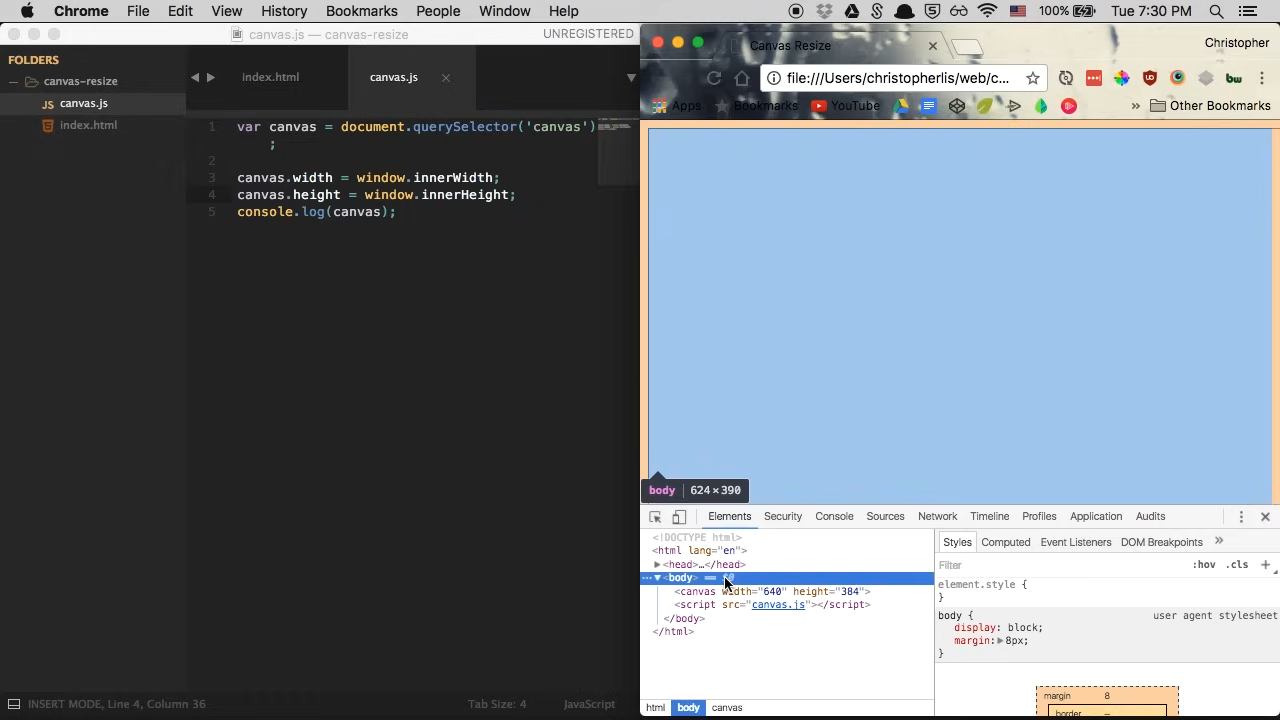 Chrome File Edit View History Bookmarks People Window Help 100% Tue 7:30 PM
canvas.js — canvas-resize UNREGISTERED
FOLDERS
canvas-resize
canvas.js
index.html
index.html canvas.js
1 var canvas = document.querySelector('canvas')
;
2
3 canvas.width = window.innerWidth;
4 canvas.height = window.innerHeight;
5 console.log(canvas);
INSERT MODE, Line 4, Column 36 Tab Size: 4 JavaScript
Canvas Resize Christopher
file:///Users/christopherlis/web/c... bw
Apps Bookmarks YouTube » Other Bookmarks
body 624 × 390
Elements Security Console Sources Network Timeline Profiles Application Audits
<!DOCTYPE html>
<html lang="en">
<head>…</head>
<body> ==
<canvas width="640" height="384">
<script src="canvas.js"></script>
</body>
</html>
html body canvas
Styles Computed Event Listeners DOM Breakpoints »
Filter :hov .cls +
element.style {
}
body { user agent stylesheet
display: block;
margin: 8px;
}
margin 8
border –